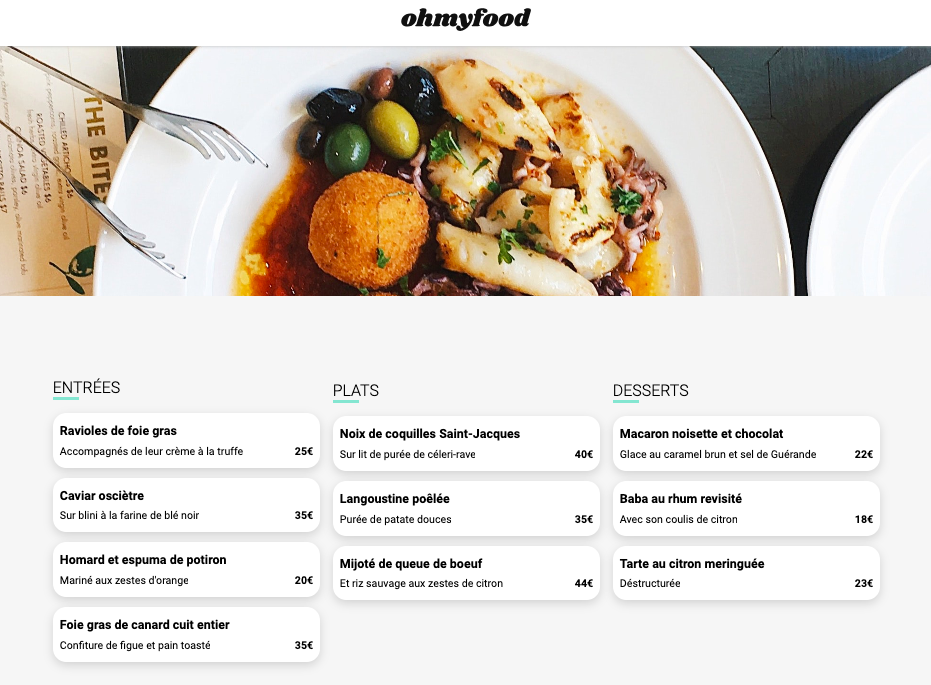 ohmyfood
THE BITE
CHILLED ARTICH
ROASTED
ENTRÉES
Ravioles de foie gras
Accompagnés de leur crème à la truffe 25€
Caviar osciètre
Sur blini à la farine de blé noir 35€
Homard et espuma de potiron
Mariné aux zestes d'orange 20€
Foie gras de canard cuit entier
Confiture de figue et pain toasté 35€
PLATS
Noix de coquilles Saint-Jacques
Sur lit de purée de céleri-rave 40€
Langoustine poêlée
Purée de patate douces 35€
Mijoté de queue de boeuf
Et riz sauvage aux zestes de citron 44€
DESSERTS
Macaron noisette et chocolat
Glace au caramel brun et sel de Guérande 22€
Baba au rhum revisité
Avec son coulis de citron 18€
Tarte au citron meringuée
Déstructurée 23€